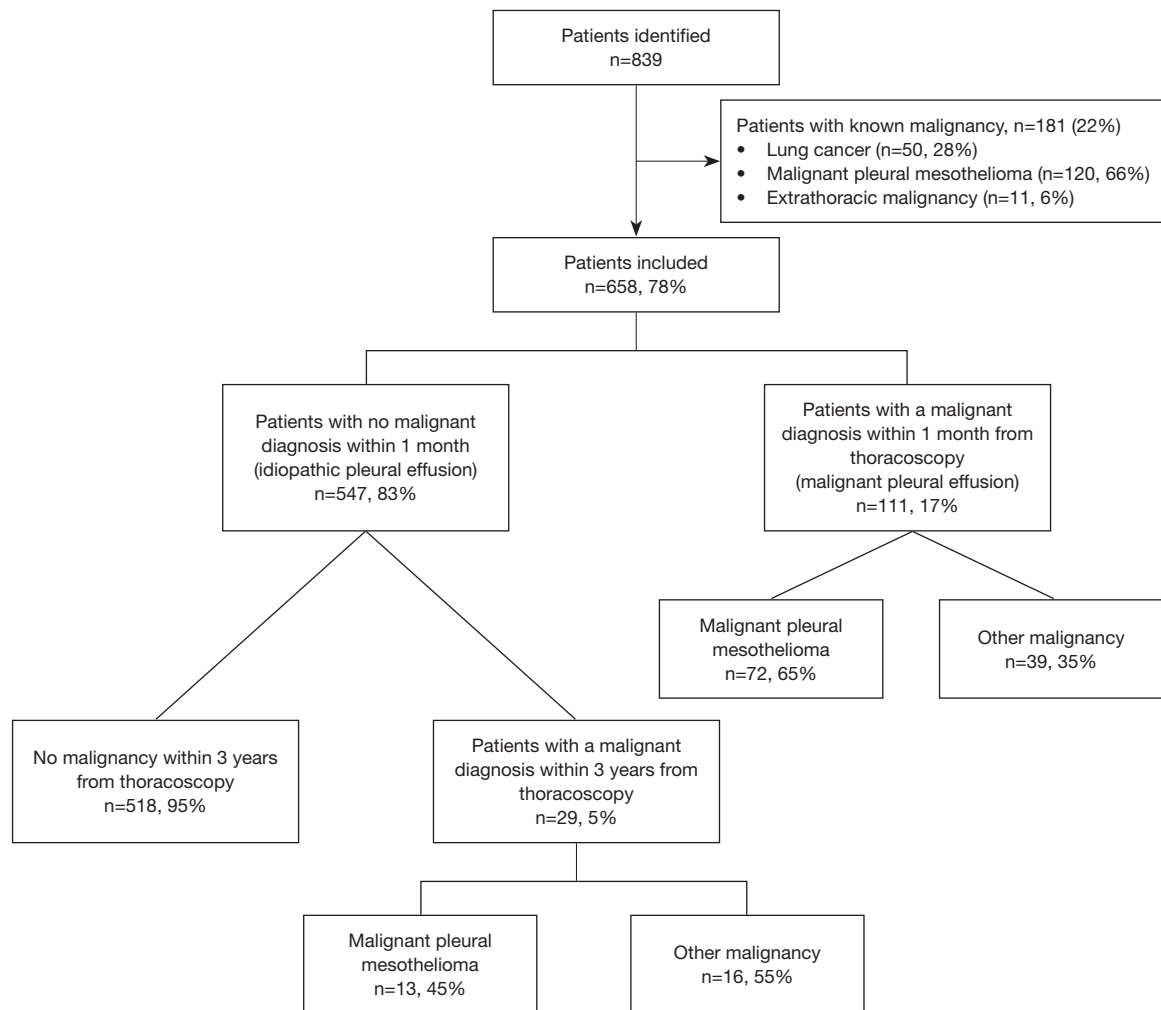 Patients identified
n=839
Patients with known malignancy, n=181 (22%)
• Lung cancer (n=50, 28%)
• Malignant pleural mesothelioma (n=120, 66%)
• Extrathoracic malignancy (n=11, 6%)
Patients included
n=658, 78%
Patients with no malignant
diagnosis within 1 month
(idiopathic pleural effusion)
n=547, 83%
Patients with a malignant
diagnosis within 1 month from
thoracoscopy
(malignant pleural effusion)
n=111, 17%
Malignant pleural
mesothelioma
n=72, 65%
Other malignancy
n=39, 35%
No malignancy within 3 years
from thoracoscopy
n=518, 95%
Patients with a malignant
diagnosis within 3 years from
thoracoscopy
n=29, 5%
Malignant pleural
mesothelioma
n=13, 45%
Other malignancy
n=16, 55%